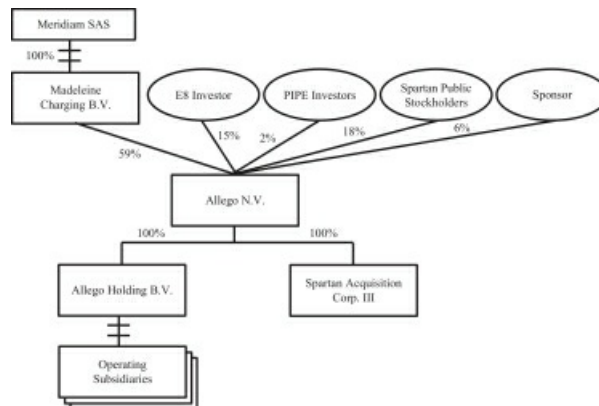 Meridiam SAS
100%
Madeleine
Charging B.V.
E8 Investor
PIPE Investors
Spartan Public
Stockholders
Sponsor
59%
15%
2%
18%
6%
Allego N.V.
100%
100%
Allego Holding B.V.
Spartan Acquisition
Corp. III
Operating
Subsidiaries